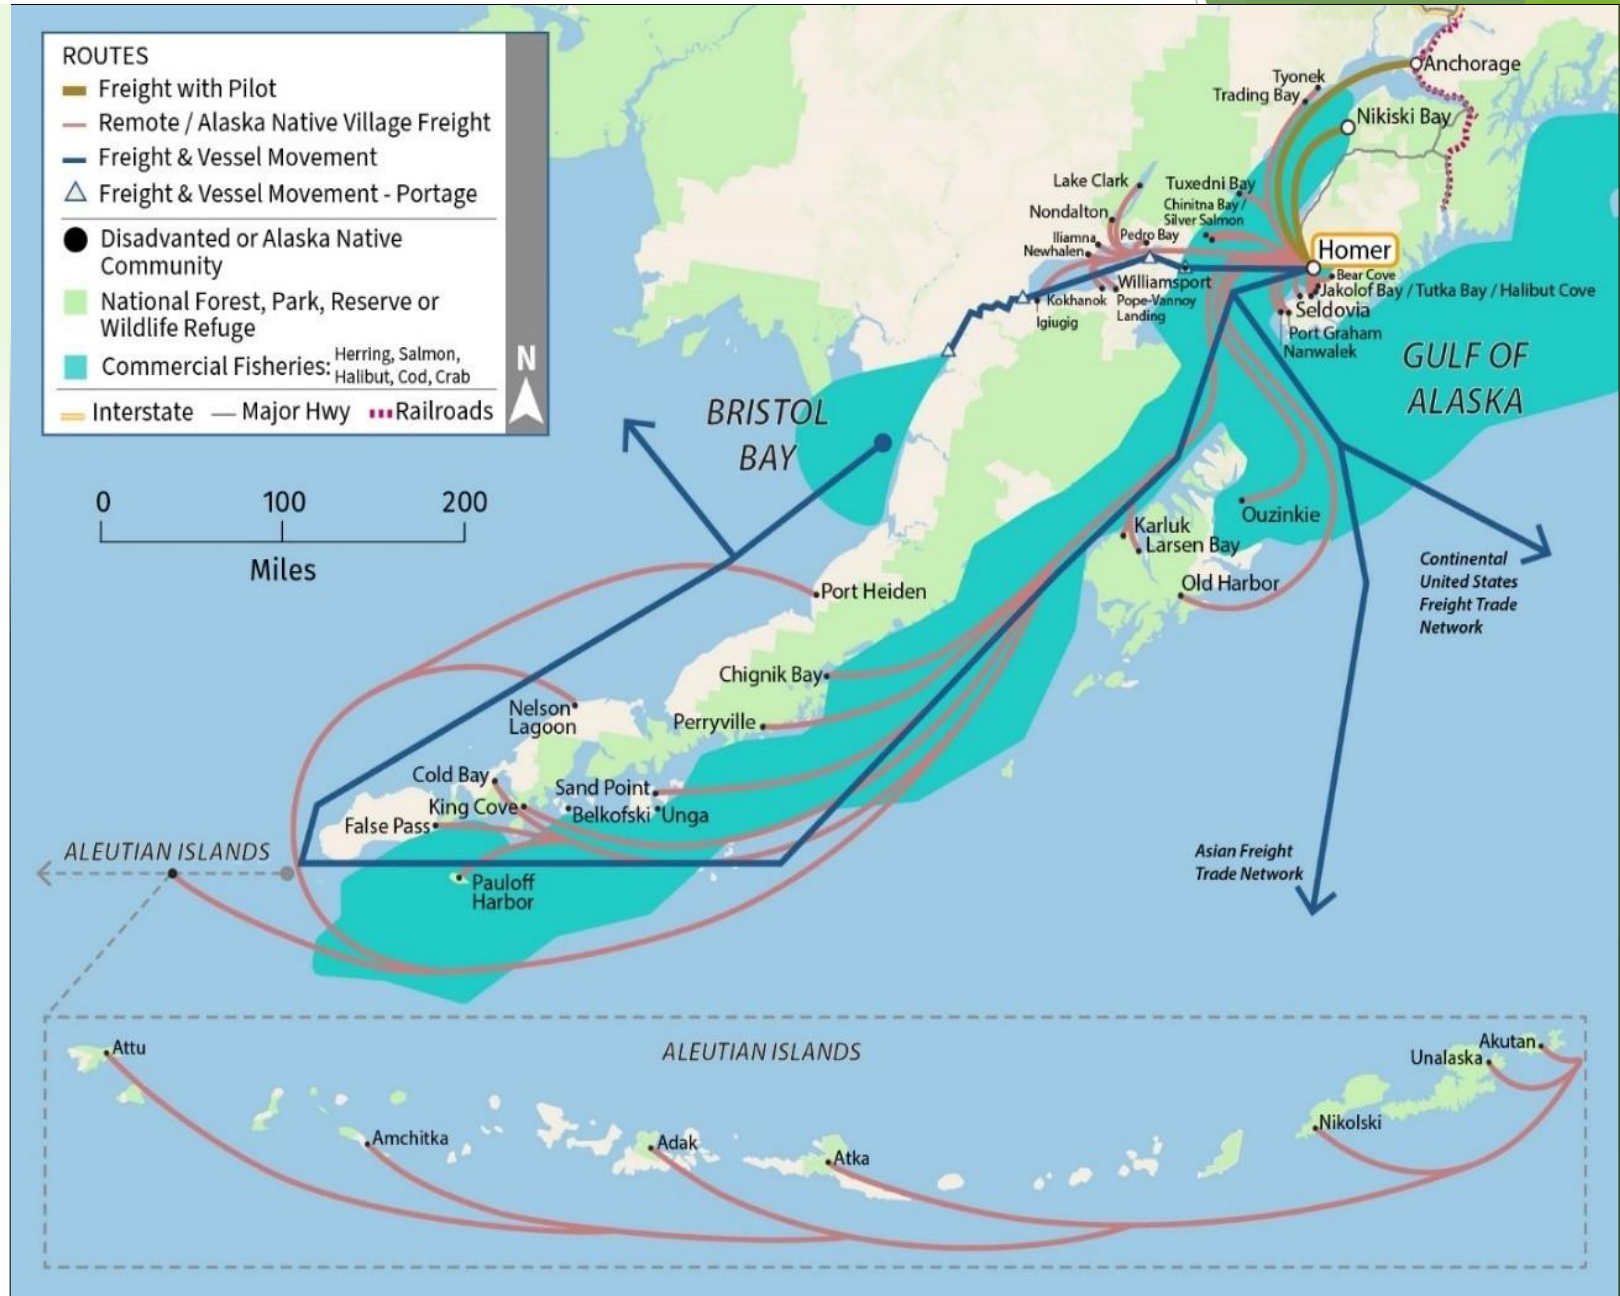 ROUTES
Freight with Pilot
Remote / Alaska Native Village Freight
Freight & Vessel Movement
Freight & Vessel Movement - Portage
Disadvanted or Alaska Native
Community
National Forest, Park, Reserve or
Wildlife Refuge
Commercial Fisheries: Herring, Salmon,
Halibut, Cod, Crab
Interstate
Major Hwy
Railroads
N
0 100 200
Miles
Anchorage
Tyonek
Trading Bay
Nikiski Bay
Lake Clark
Tuxedni Bay
Chinitna Bay /
Silver Salmon
Nondalton
Iliamna
Pedro Bay
Newhalen
Homer
Bear Cove
Williamsport
Jakolof Bay / Tutka Bay / Halibut Cove
Kokhanok
Pope-Vannoy
Landing
Igiugig
Seldovia
Port Graham
Nanwalek
GULF OF
ALASKA
BRISTOL
BAY
Ouzinkie
Karluk
Larsen Bay
Old Harbor
Continental
United States
Freight Trade
Network
Port Heiden
Chignik Bay
Nelson
Lagoon
Perryville
Cold Bay
Sand Point
King Cove
Belkofski
Unga
False Pass
ALEUTIAN ISLANDS
Asian Freight
Trade Network
Pauloff
Harbor
ALEUTIAN ISLANDS
Attu
Akutan
Unalaska
Amchitka
Adak
Atka
Nikolski